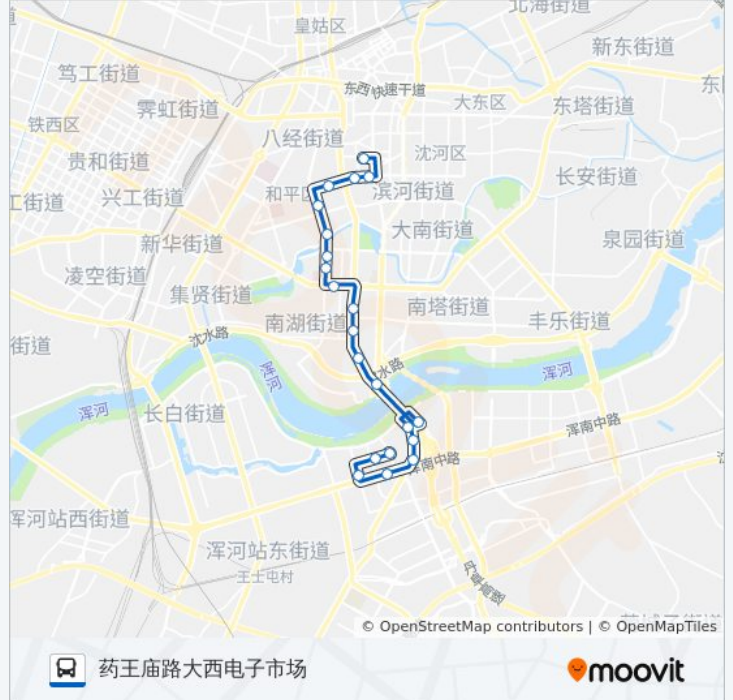 北海街道
皇姑区
新东街道
笃工街道
东西快速干道
霁虹街道
大东区
东塔街道
铁西区
八经街道
沈河区
贵和街道
长安街道
和平区
滨河街道
工街道
兴工街道
大南街道
新华街道
泉园街道
凌空街道
集贤街道
南塔街道
南湖街道
丰乐街道
沈水路
街道
水路
浑河
浑河
浑河
长白街道
浑南中路
浑南中路
浑河站西街道
浑河站东街道
王士屯村
丹阜高速
© OpenStreetMap contributors | © OpenMapTiles
药王庙路大西电子市场
moovit